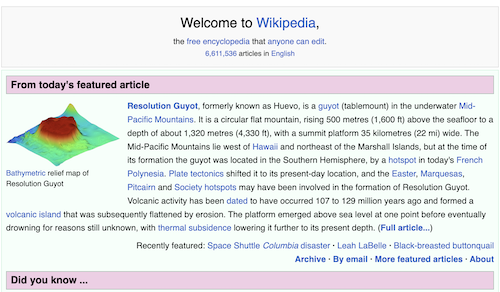 Welcome to Wikipedia,
the free encyclopedia that anyone can edit.
6,611,536 articles in English
From today's featured article
Resolution Guyot, formerly known as Huevo, is a guyot (tablemount) in the underwater Mid-
Pacific Mountains. It is a circular flat mountain, rising 500 metres (1,600 ft) above the seafloor to a
depth of about 1,320 metres (4,330 ft), with a summit platform 35 kilometres (22 mi) wide. The
Mid-Pacific Mountains lie west of Hawaii and northeast of the Marshall Islands, but at the time of
its formation the guyot was located in the Southern Hemisphere, by a hotspot in today's French
Polynesia. Plate tectonics shifted it to its present-day location, and the Easter, Marquesas,
Pitcairn and Society hotspots may have been involved in the formation of Resolution Guyot.
Volcanic activity has been dated to have occurred 107 to 129 million years ago and formed a
volcanic island that was subsequently flattened by erosion. The platform emerged above sea level at one point before eventually
drowning for reasons still unknown, with thermal subsidence lowering it further to its present depth. (Full article...)
Bathymetric relief map of
Resolution Guyot
Recently featured: Space Shuttle Columbia disaster · Leah LaBelle · Black-breasted buttonquail
Archive · By email · More featured articles · About
Did you know ...